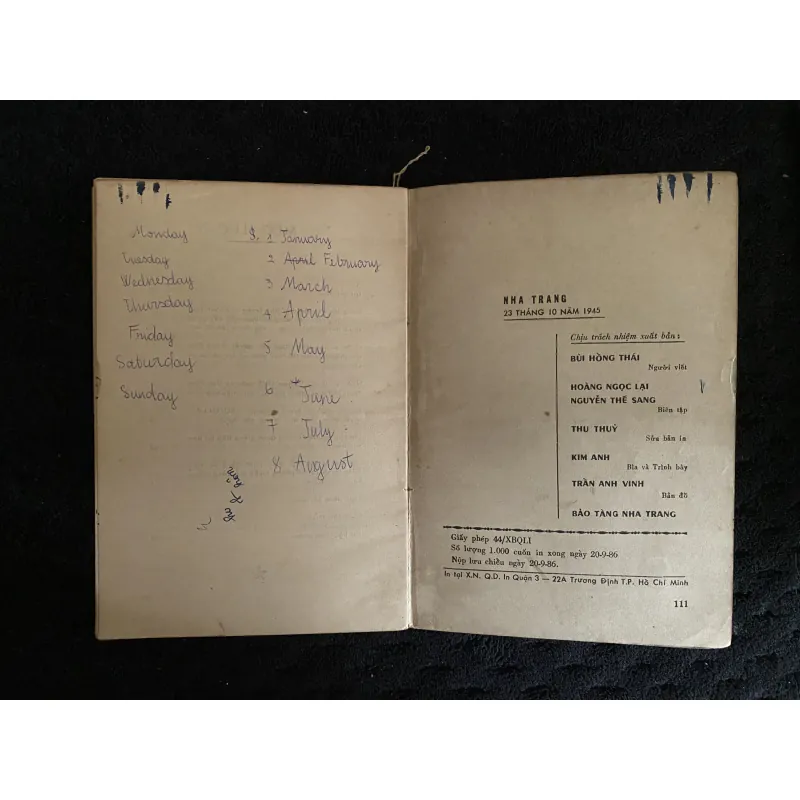 Monday
Tuesday
Wednesday
Thursday
Friday
Saburday
Sunday
1 January
2 April February
3 March
4 April
5 May
6 June
7 July
8 August
NHA TRANG
23 THÁNG 10 NĂM 1945
Chịu trách nhiệm xuất bản:
BÙI HỒNG THÁI
Người viết
HOÀNG NGỌC LẠI
NGUYỄN THẾ SANG
Biên tập
THU THUỶ
Sửa bản in
KIM ANH
Bìa và Trình bày
TRẦN ANH VINH
Bản đồ
BẢO TÀNG NHA TRANG
Giấy phép 44/XBQLI
Số lượng 1.000 cuốn in xong ngày 20-9-86
Nộp lưu chiều ngày 20-9-86.
In tại X.N. Q.D. In Quận 3 — 22A Trương Định T.P. Hồ Chí Minh
111